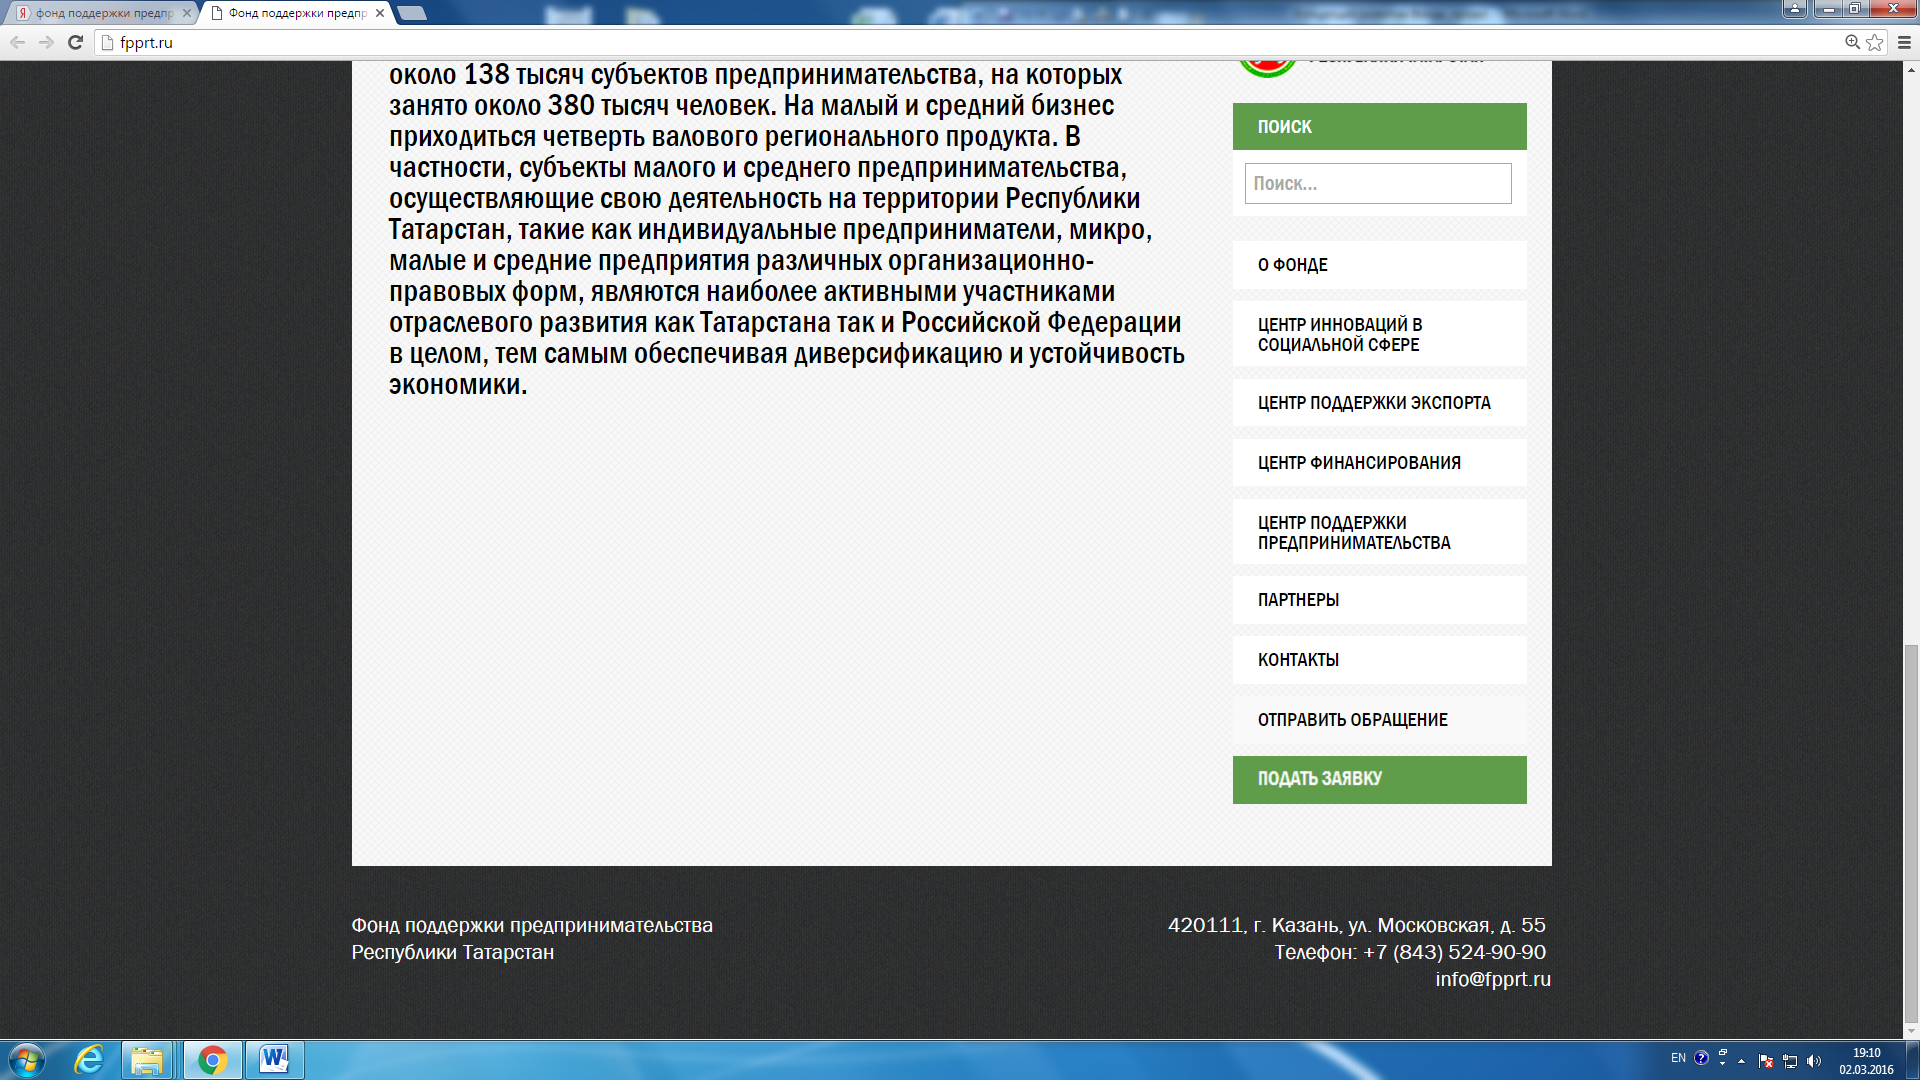 фонд поддержки предпр
Фонд поддержки предпр
fpprt.ru
около 138 тысяч субъектов предпринимательства, на которых
занято около 380 тысяч человек. На малый и средний бизнес
приходиться четверть валового регионального продукта. В
частности, субъекты малого и среднего предпринимательства,
осуществляющие свою деятельность на территории Республики
Татарстан, такие как индивидуальные предприниматели, микро,
малые и средние предприятия различных организационно-
правовых форм, являются наиболее активными участниками
отраслевого развития как Татарстана так и Российской Федерации
в целом, тем самым обеспечивая диверсификацию и устойчивость
экономики.
ПОИСК
Поиск...
О ФОНДЕ
ЦЕНТР ИННОВАЦИЙ В
СОЦИАЛЬНОЙ СФЕРЕ
ЦЕНТР ПОДДЕРЖКИ ЭКСПОРТА
ЦЕНТР ФИНАНСИРОВАНИЯ
ЦЕНТР ПОДДЕРЖКИ
ПРЕДПРИНИМАТЕЛЬСТВА
ПАРТНЕРЫ
КОНТАКТЫ
ОТПРАВИТЬ ОБРАЩЕНИЕ
ПОДАТЬ ЗАЯВКУ
Фонд поддержки предпринимательства
Республики Татарстан
420111, г. Казань, ул. Московская, д. 55
Телефон: +7 (843) 524-90-90
info@fpprt.ru
EN
19:10
02.03.2016